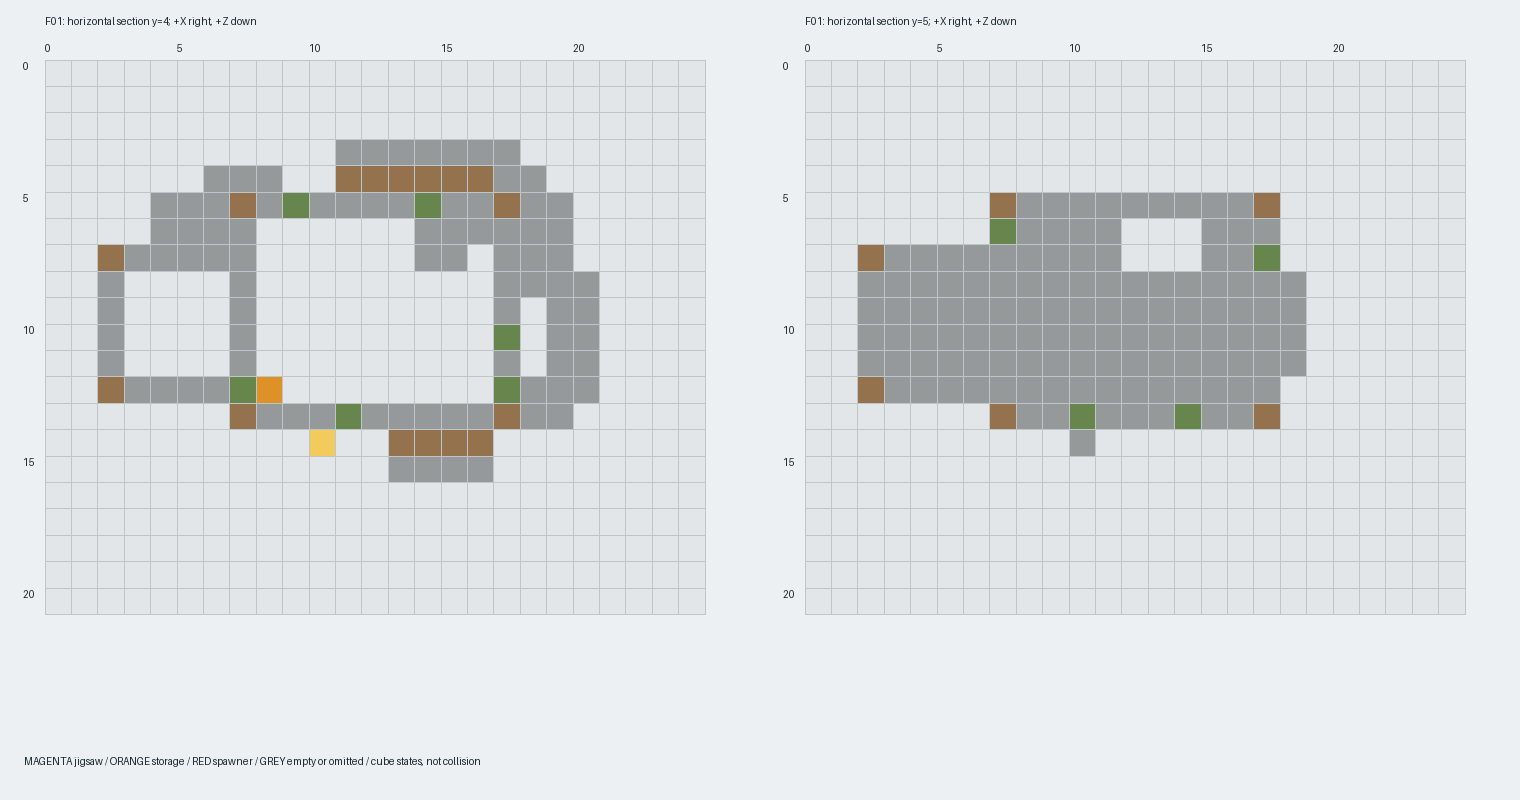 F01: horizontal section y=4; +X right, +Z down
F01: horizontal section y=5; +X right, +Z down
0 5 10 15 20
0 5 10 15 20
0 0
5 5
10 10
15 15
20 20
MAGENTA jigsaw / ORANGE storage / RED spawner / GREY empty or omitted / cube states, not collision